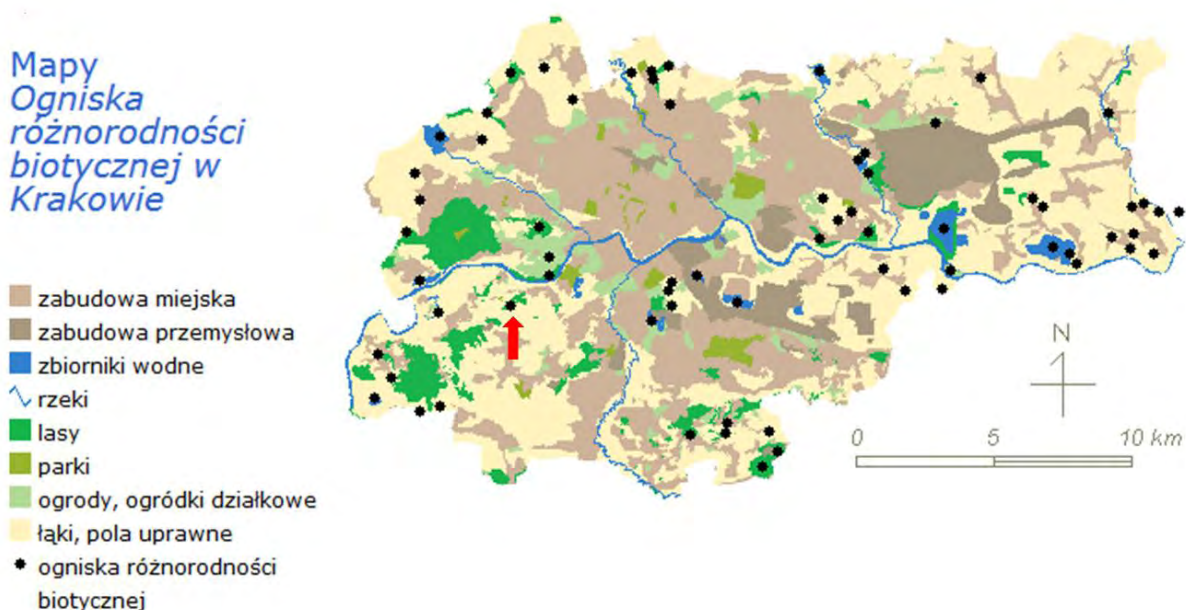 Mapy
Ogniska
różnorodności
biotycznej w
Krakowie
zabudowa miejska
zabudowa przemysłowa
zbiorniki wodne
rzeki
lasy
parki
ogrody, ogródki działkowe
łąki, pola uprawne
ogniska różnorodności
biotycznej
N
0 5 10 km